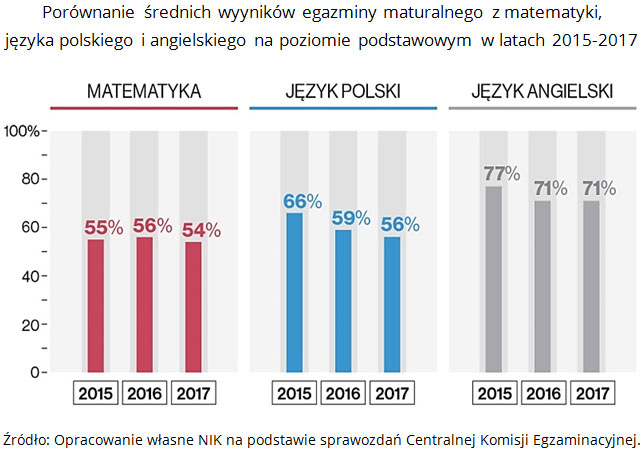 Porównanie średnich wyyników egazminy maturalnego z matematyki,
języka polskiego i angielskiego na poziomie podstawowym w latach 2015-2017
MATEMATYKA JĘZYK POLSKI JĘZYK ANGIELSKI
100%
80
60
40
20
0
55% 56% 54%
66% 59% 56%
77% 71% 71%
2015 2016 2017 2015 2016 2017 2015 2016 2017
Źródło: Opracowanie własne NIK na podstawie sprawozdań Centralnej Komisji Egzaminacyjnej.